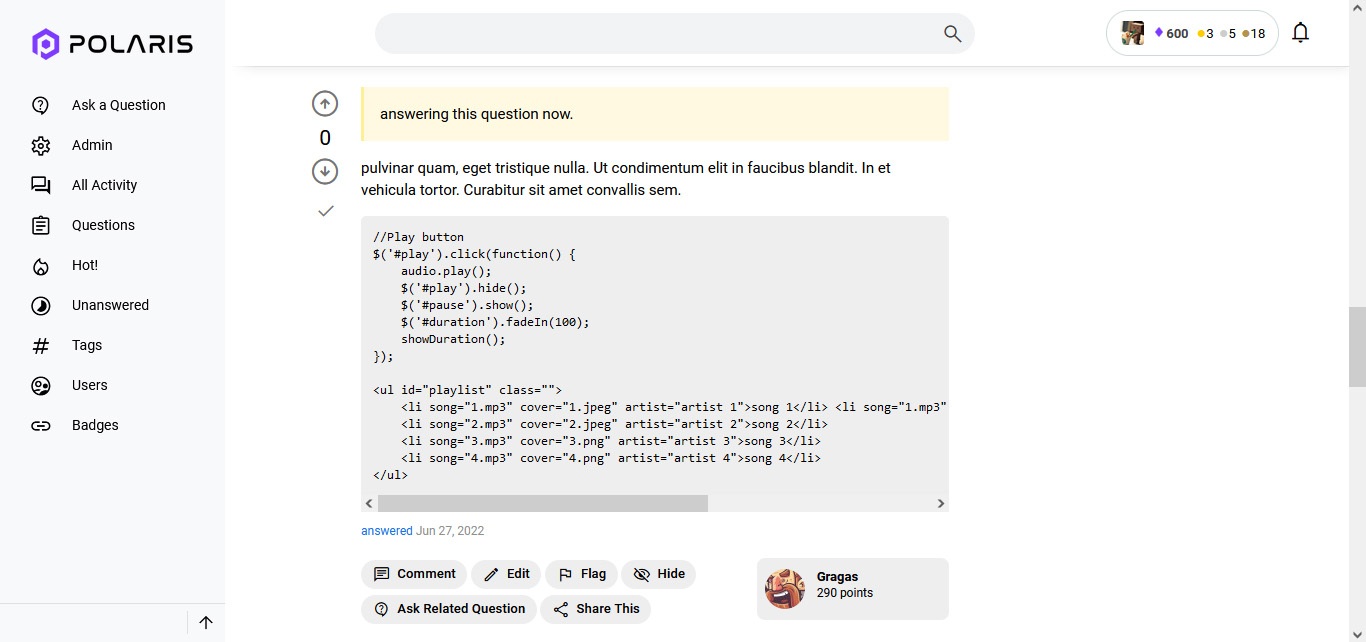 POLARIS
600 3 5 18
Ask a Question
Admin
All Activity
Questions
Hot!
Unanswered
Tags
Users
Badges
answering this question now.
0
pulvinar quam, eget tristique nulla. Ut condimentum elit in faucibus blandit. In et
vehicula tortor. Curabitur sit amet convallis sem.
//Play button
$('#play').click(function() {
    audio.play();
    $('#play').hide();
    $('#pause').show();
    $('#duration').fadeIn(100);
    showDuration();
});
<ul id="playlist" class="">
    <li song="1.mp3" cover="1.jpeg" artist="artist 1">song 1</li> <li song="1.mp3"
    <li song="2.mp3" cover="2.jpeg" artist="artist 2">song 2</li>
    <li song="3.mp3" cover="3.png" artist="artist 3">song 3</li>
    <li song="4.mp3" cover="4.png" artist="artist 4">song 4</li>
</ul>
answered Jun 27, 2022
Comment
Edit
Flag
Hide
Ask Related Question
Share This
Gragas
290 points